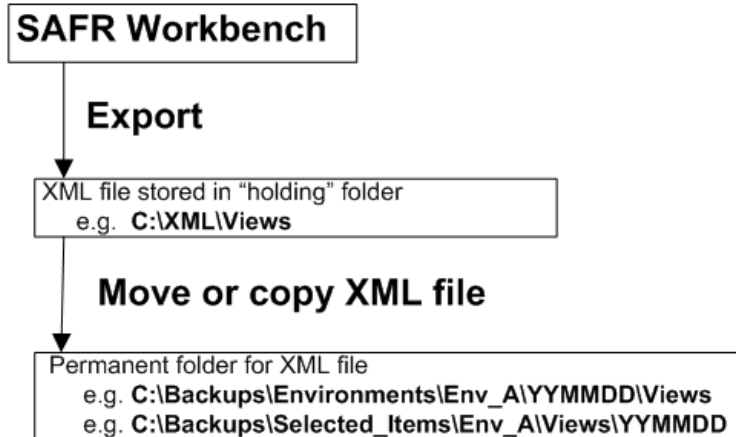 SAFR Workbench
Export
XML file stored in “holding” folder
e.g. C:\XML\Views
Move or copy XML file
Permanent folder for XML file
e.g. C:\Backups\Environments\Env_A\YYMMDD\Views
e.g. C:\Backups\Selected_Items\Env_A\Views\YYMMDD